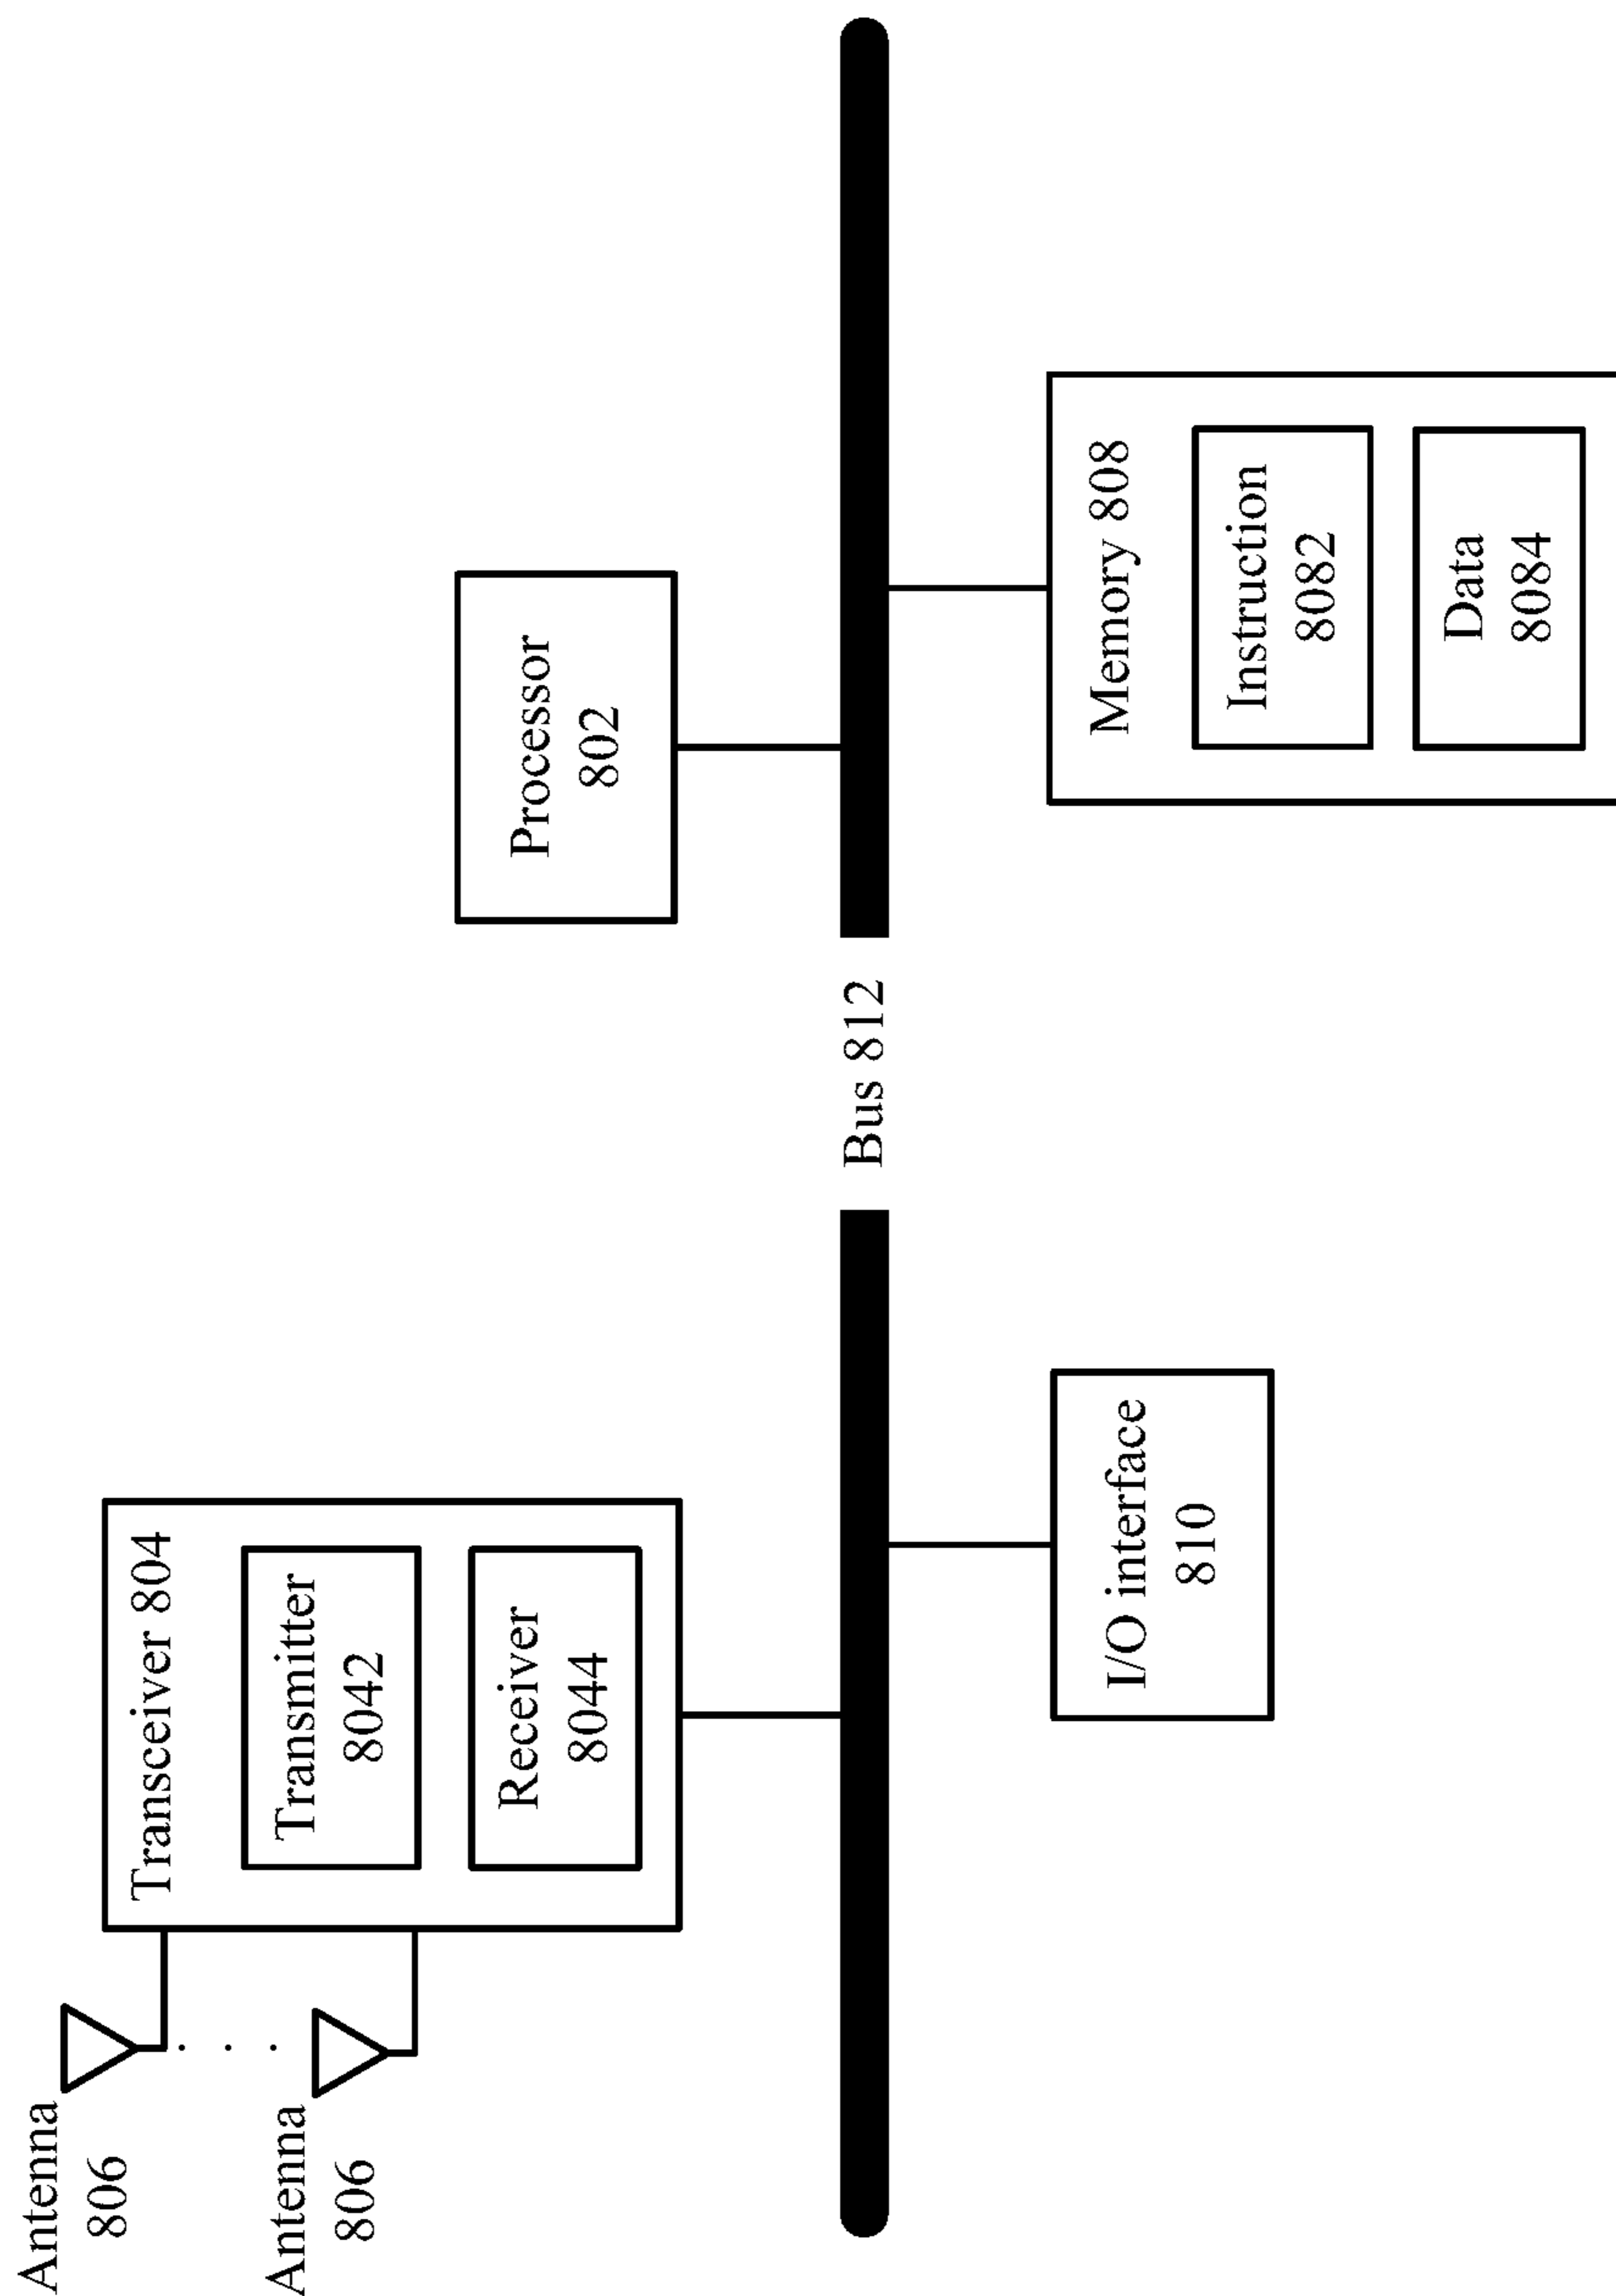 Antenna
806
Antenna
806
Transceiver 804
Transmitter
8042
Receiver
8044
Processor
802
Bus 812
I/O interface
810
Memory 808
Instruction
8082
Data
8084